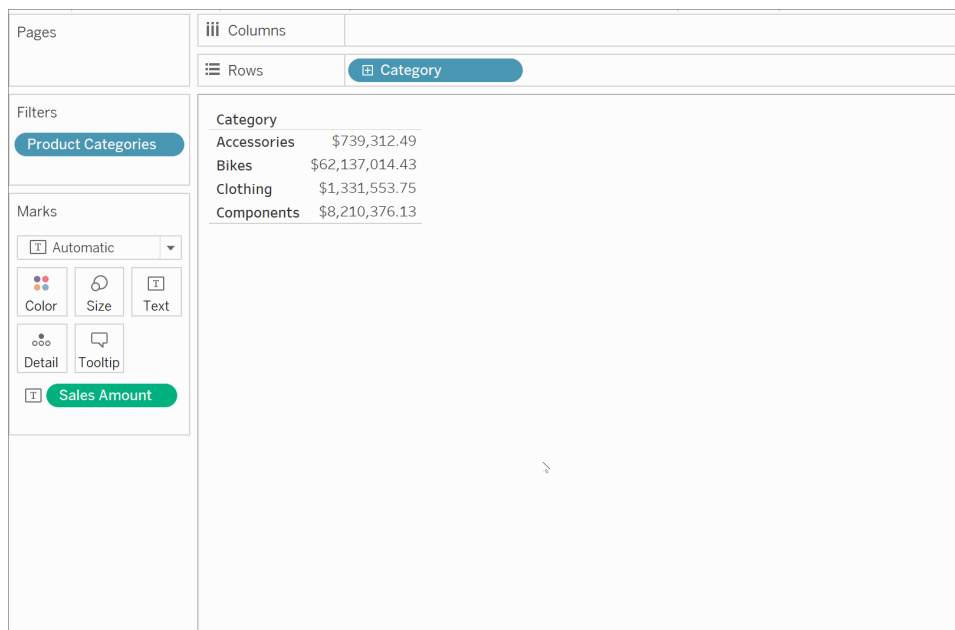 Pages
Columns
Rows
Category
Filters
Product Categories
Marks
T Automatic
Color
Size
T
Text
Detail
Tooltip
T Sales Amount
Category
Accessories $739,312.49
Bikes $62,137,014.43
Clothing $1,331,553.75
Components $8,210,376.13